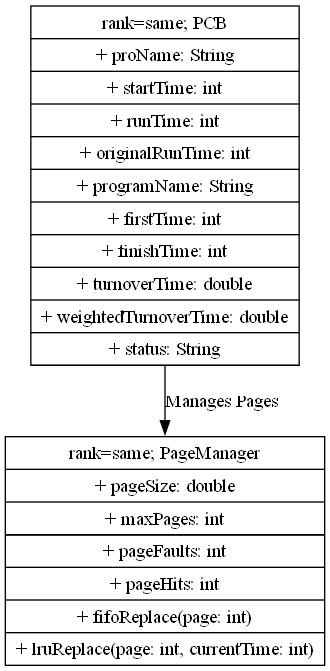 rank=same; PCB
+ proName: String
+ startTime: int
+ runTime: int
+ originalRunTime: int
+ programName: String
+ firstTime: int
+ finishTime: int
+ turnoverTime: double
+ weightedTurnoverTime: double
+ status: String
Manages Pages
rank=same; PageManager
+ pageSize: double
+ maxPages: int
+ pageFaults: int
+ pageHits: int
+ fifoReplace(page: int)
+ lruReplace(page: int, currentTime: int)